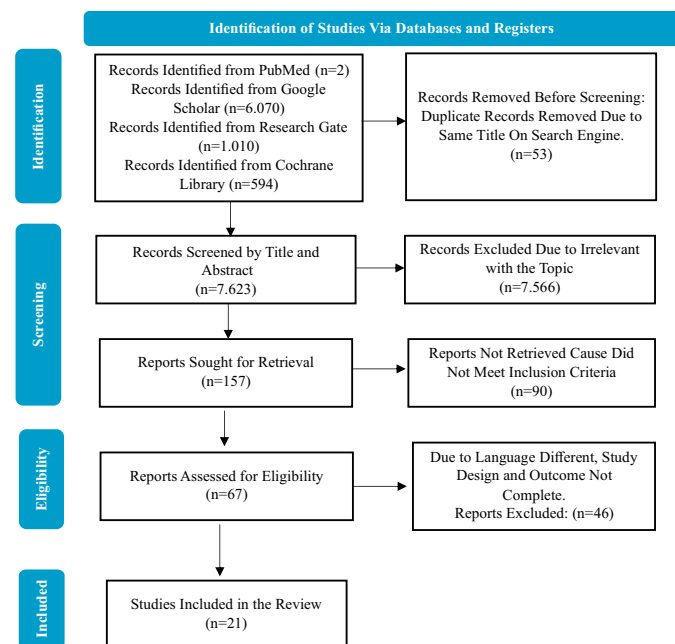 Identification of Studies Via Databases and Registers
Identification
Records Identified from PubMed (n=2)
Records Identified from Google
Scholar (n=6.070)
Records Identified from Research Gate
(n=1.010)
Records Identified from Cochrane
Library (n=594)
Records Removed Before Screening:
Duplicate Records Removed Due to
Same Title On Search Engine.
(n=53)
Screening
Records Screened by Title and
Abstract
(n=7.623)
Records Excluded Due to Irrelevant
with the Topic
(n=7.566)
Reports Sought for Retrieval
(n=157)
Reports Not Retrieved Cause Did
Not Meet Inclusion Criteria
(n=90)
Eligibility
Reports Assessed for Eligibility
(n=67)
Due to Language Different, Study
Design and Outcome Not
Complete.
Reports Excluded: (n=46)
Included
Studies Included in the Review
(n=21)